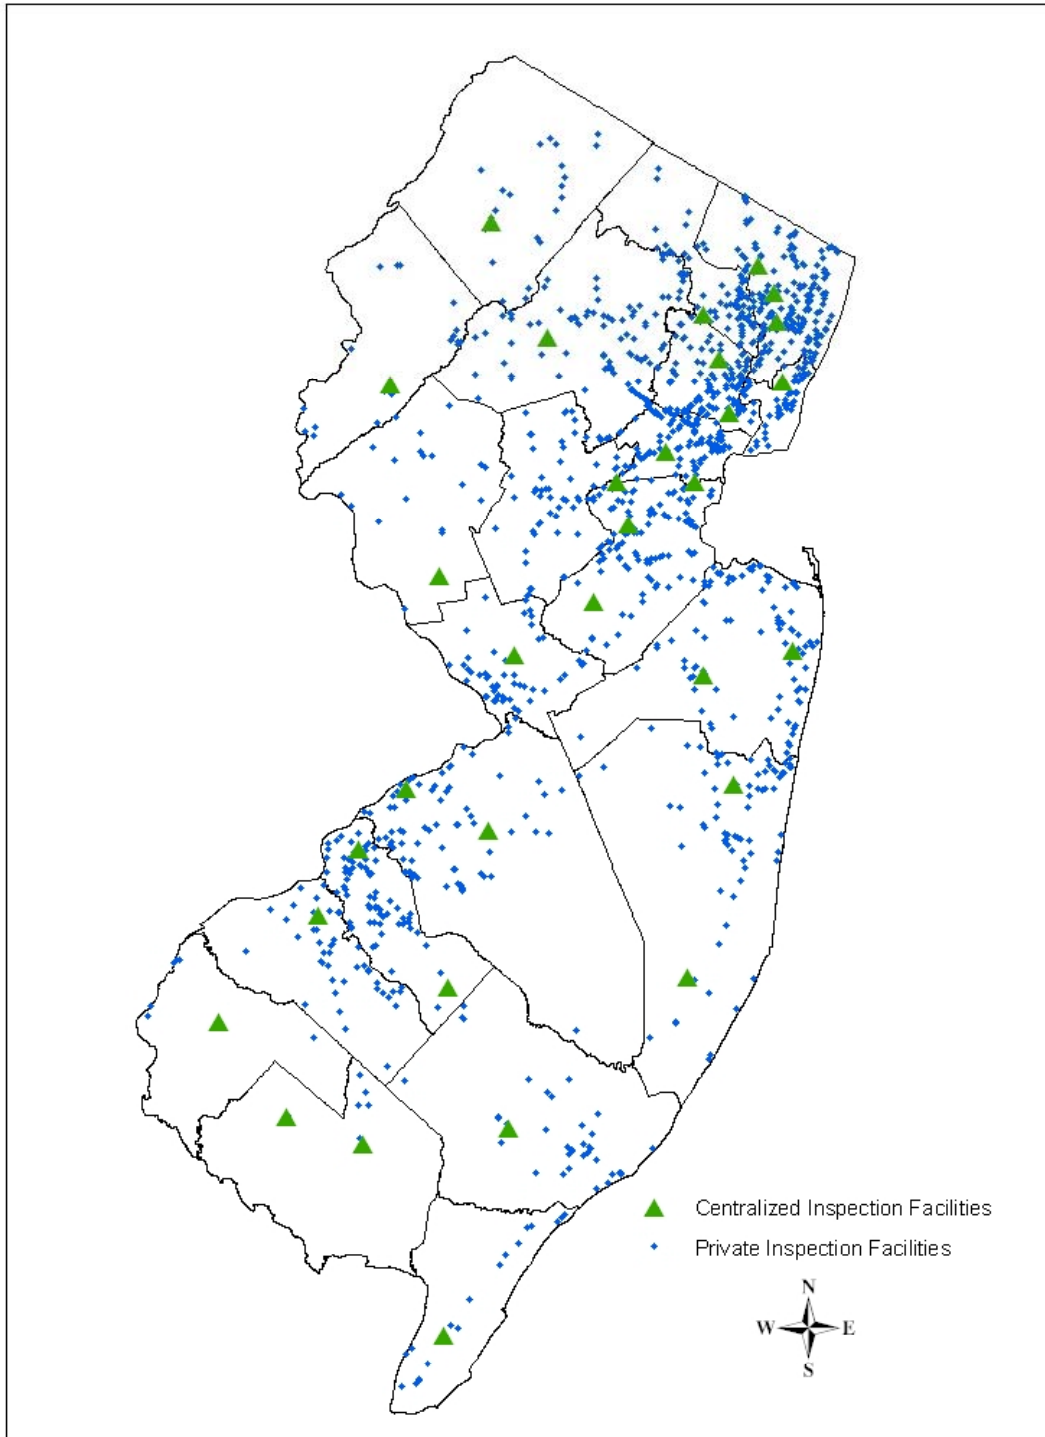 Centralized Inspection Facilities
Private Inspection Facilities
N
W E
S